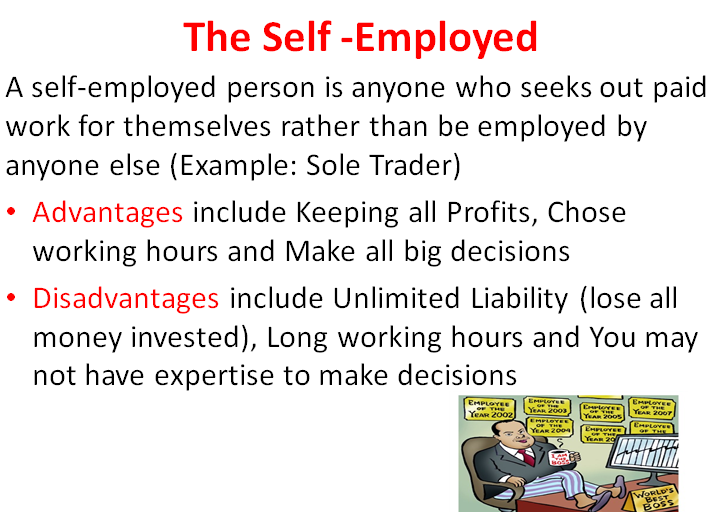 The Self -Employed
A self-employed person is anyone who seeks out paid
work for themselves rather than be employed by
anyone else (Example: Sole Trader)
• Advantages include Keeping all Profits, Chose
working hours and Make all big decisions
• Disadvantages include Unlimited Liability (lose all
money invested), Long working hours and You may
not have expertise to make decisions
EMPLOYEE
OF THE
YEAR 2002
EMPLOYEE
OF THE
YEAR 2003
EMPLOYEE
OF THE
YEAR 2005
EMPLOYEE
OF THE
YEAR 2007
EMPLOYEE
OF THE
YEAR 2004
EMPLOYEE
OF THE
YEAR 20
EMPLOYEE
OF THE
I AM
BOSS
WORLD'S
BEST
BOSS